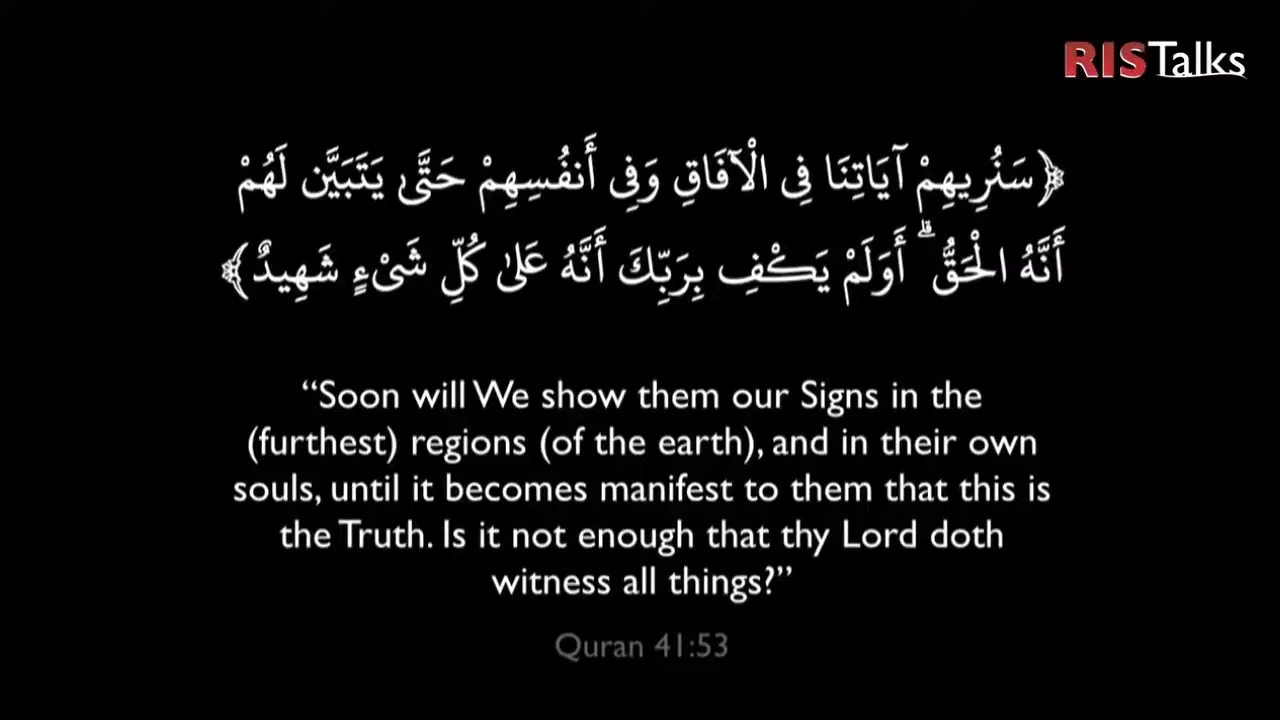 RISTalks
﴿سَنُرِيهِمْ آيَاتِنَا فِي الْآفَاقِ وَفِي أَنفُسِهِمْ حَتَّىٰ يَتَبَيَّنَ لَهُمْ
أَنَّهُ الْحَقُّ ۗ أَوَلَمْ يَكْفِ بِرَبِّكَ أَنَّهُ عَلَىٰ كُلِّ شَيْءٍ شَهِيدٌ﴾
“Soon will We show them our Signs in the
(furthest) regions (of the earth), and in their own
souls, until it becomes manifest to them that this is
the Truth. Is it not enough that thy Lord doth
witness all things?”
Quran 41:53